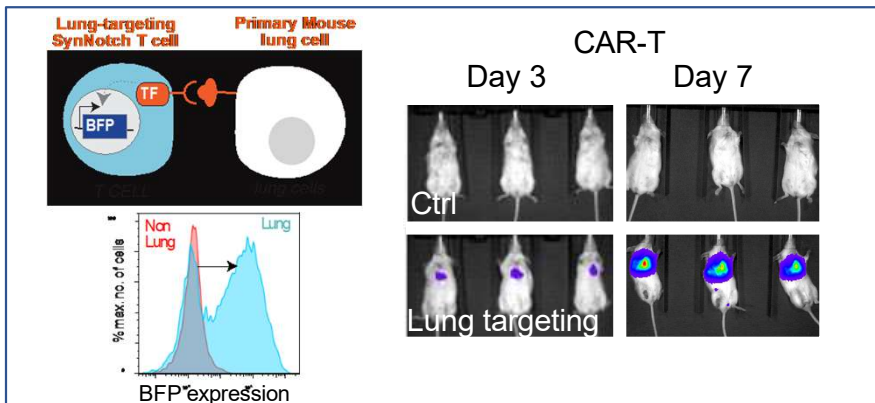 Lung-targeting
SynNotch T cell
Primary Mouse
lung cell
TF
BFP
T CELL
lung cells
% mex. no. of cells
Non
Lung
Lung
BFP expression
CAR-T
Day 3
Day 7
Ctrl
Lung targeting